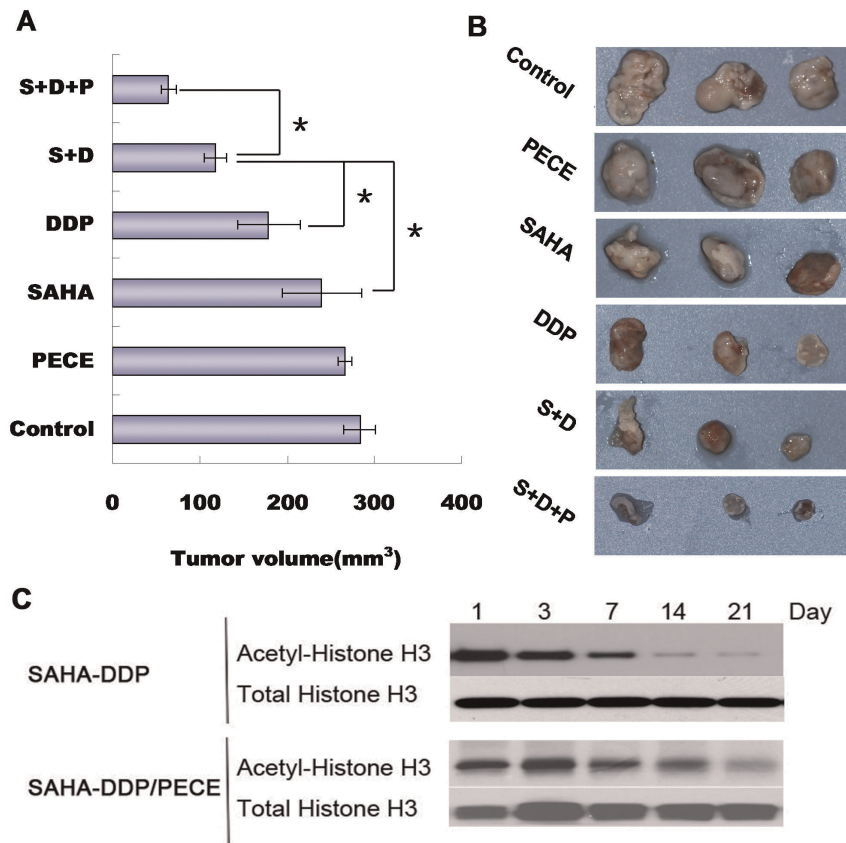 A
S+D+P
*
S+D
*
DDP
*
SAHA
PECE
Control
0 100 200 300 400
Tumor volume(mm³)
B
Control
PECE
SAHA
DDP
S+D
S+D+P
C
1 3 7 14 21 Day
SAHA-DDP
Acetyl-Histone H3
Total Histone H3
SAHA-DDP/PECE
Acetyl-Histone H3
Total Histone H3